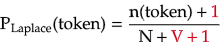 P_Laplace(token) = n(token) + 1 / N + V + 1